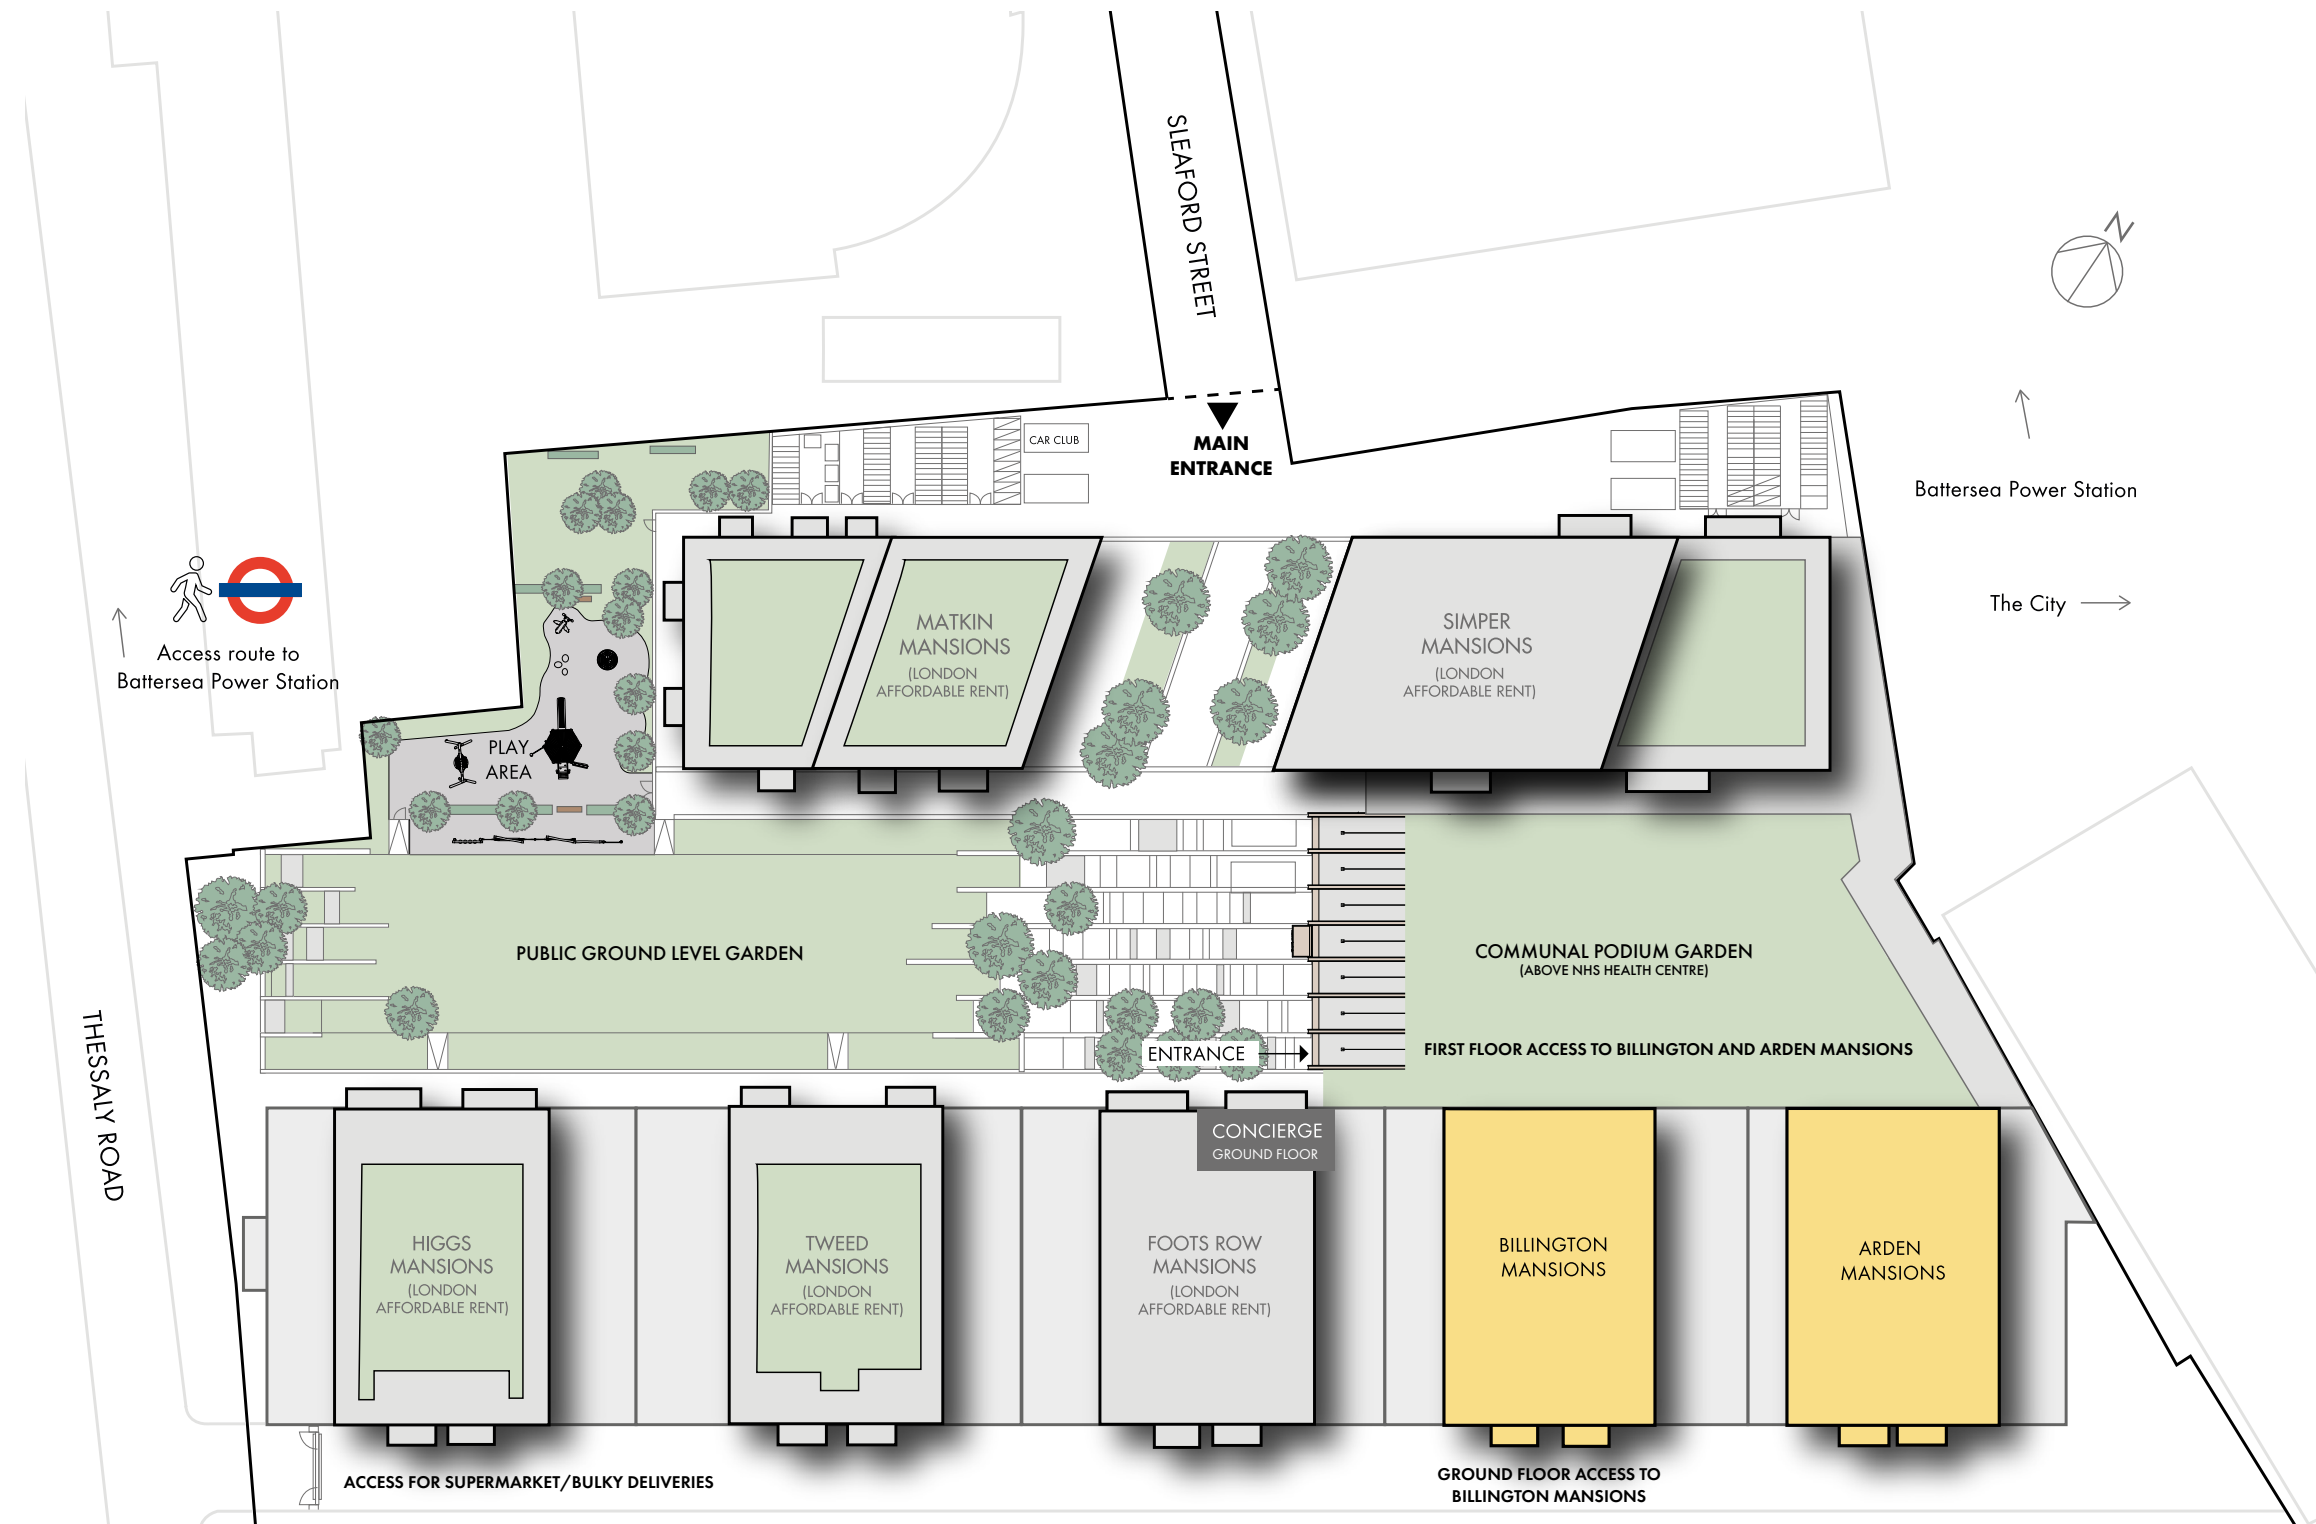 SLEAFORD STREET
N
CAR CLUB
MAIN
ENTRANCE
Battersea Power Station
The City
Access route to
Battersea Power Station
MATKIN
MANSIONS
(LONDON
AFFORDABLE RENT)
SIMPER
MANSIONS
(LONDON
AFFORDABLE RENT)
PLAY
AREA
PUBLIC GROUND LEVEL GARDEN
COMMUNAL PODIUM GARDEN
(ABOVE NHS HEALTH CENTRE)
ENTRANCE
FIRST FLOOR ACCESS TO BILLINGTON AND ARDEN MANSIONS
THESSALY ROAD
CONCIERGE
GROUND FLOOR
HIGGS
MANSIONS
(LONDON
AFFORDABLE RENT)
TWEED
MANSIONS
(LONDON
AFFORDABLE RENT)
FOOTS ROW
MANSIONS
(LONDON
AFFORDABLE RENT)
BILLINGTON
MANSIONS
ARDEN
MANSIONS
ACCESS FOR SUPERMARKET/BULKY DELIVERIES
GROUND FLOOR ACCESS TO
BILLINGTON MANSIONS